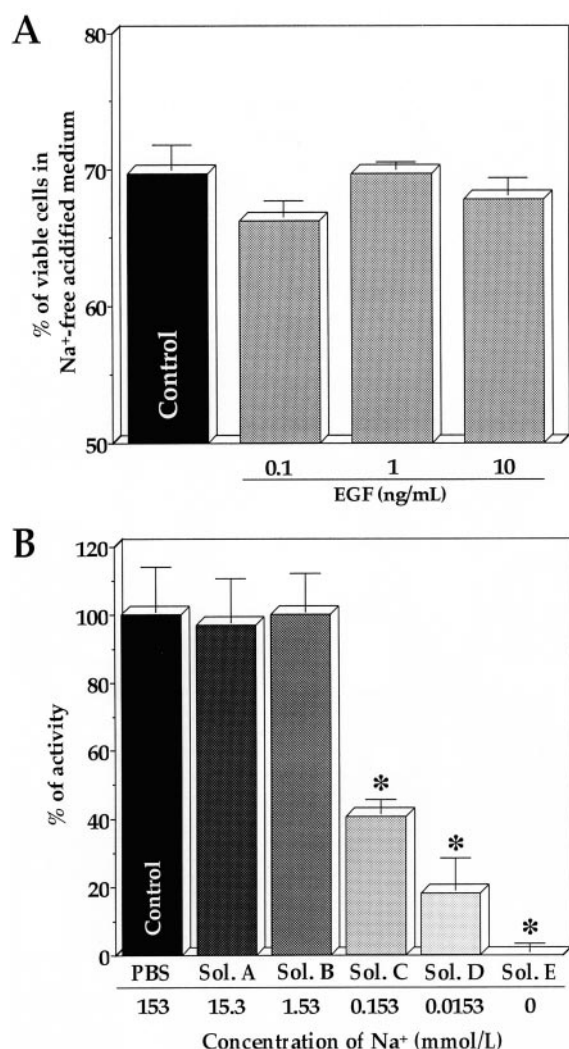 A
80
70
60
50
% of viable cells in
Na⁺-free acidified medium
Control
0.1 1 10
EGF (ng/mL)
B
120
100
80
60
40
20
0
% of activity
Control
* * *
PBS Sol. A Sol. B Sol. C Sol. D Sol. E
153 15.3 1.53 0.153 0.0153 0
Concentration of Na⁺ (mmol/L)